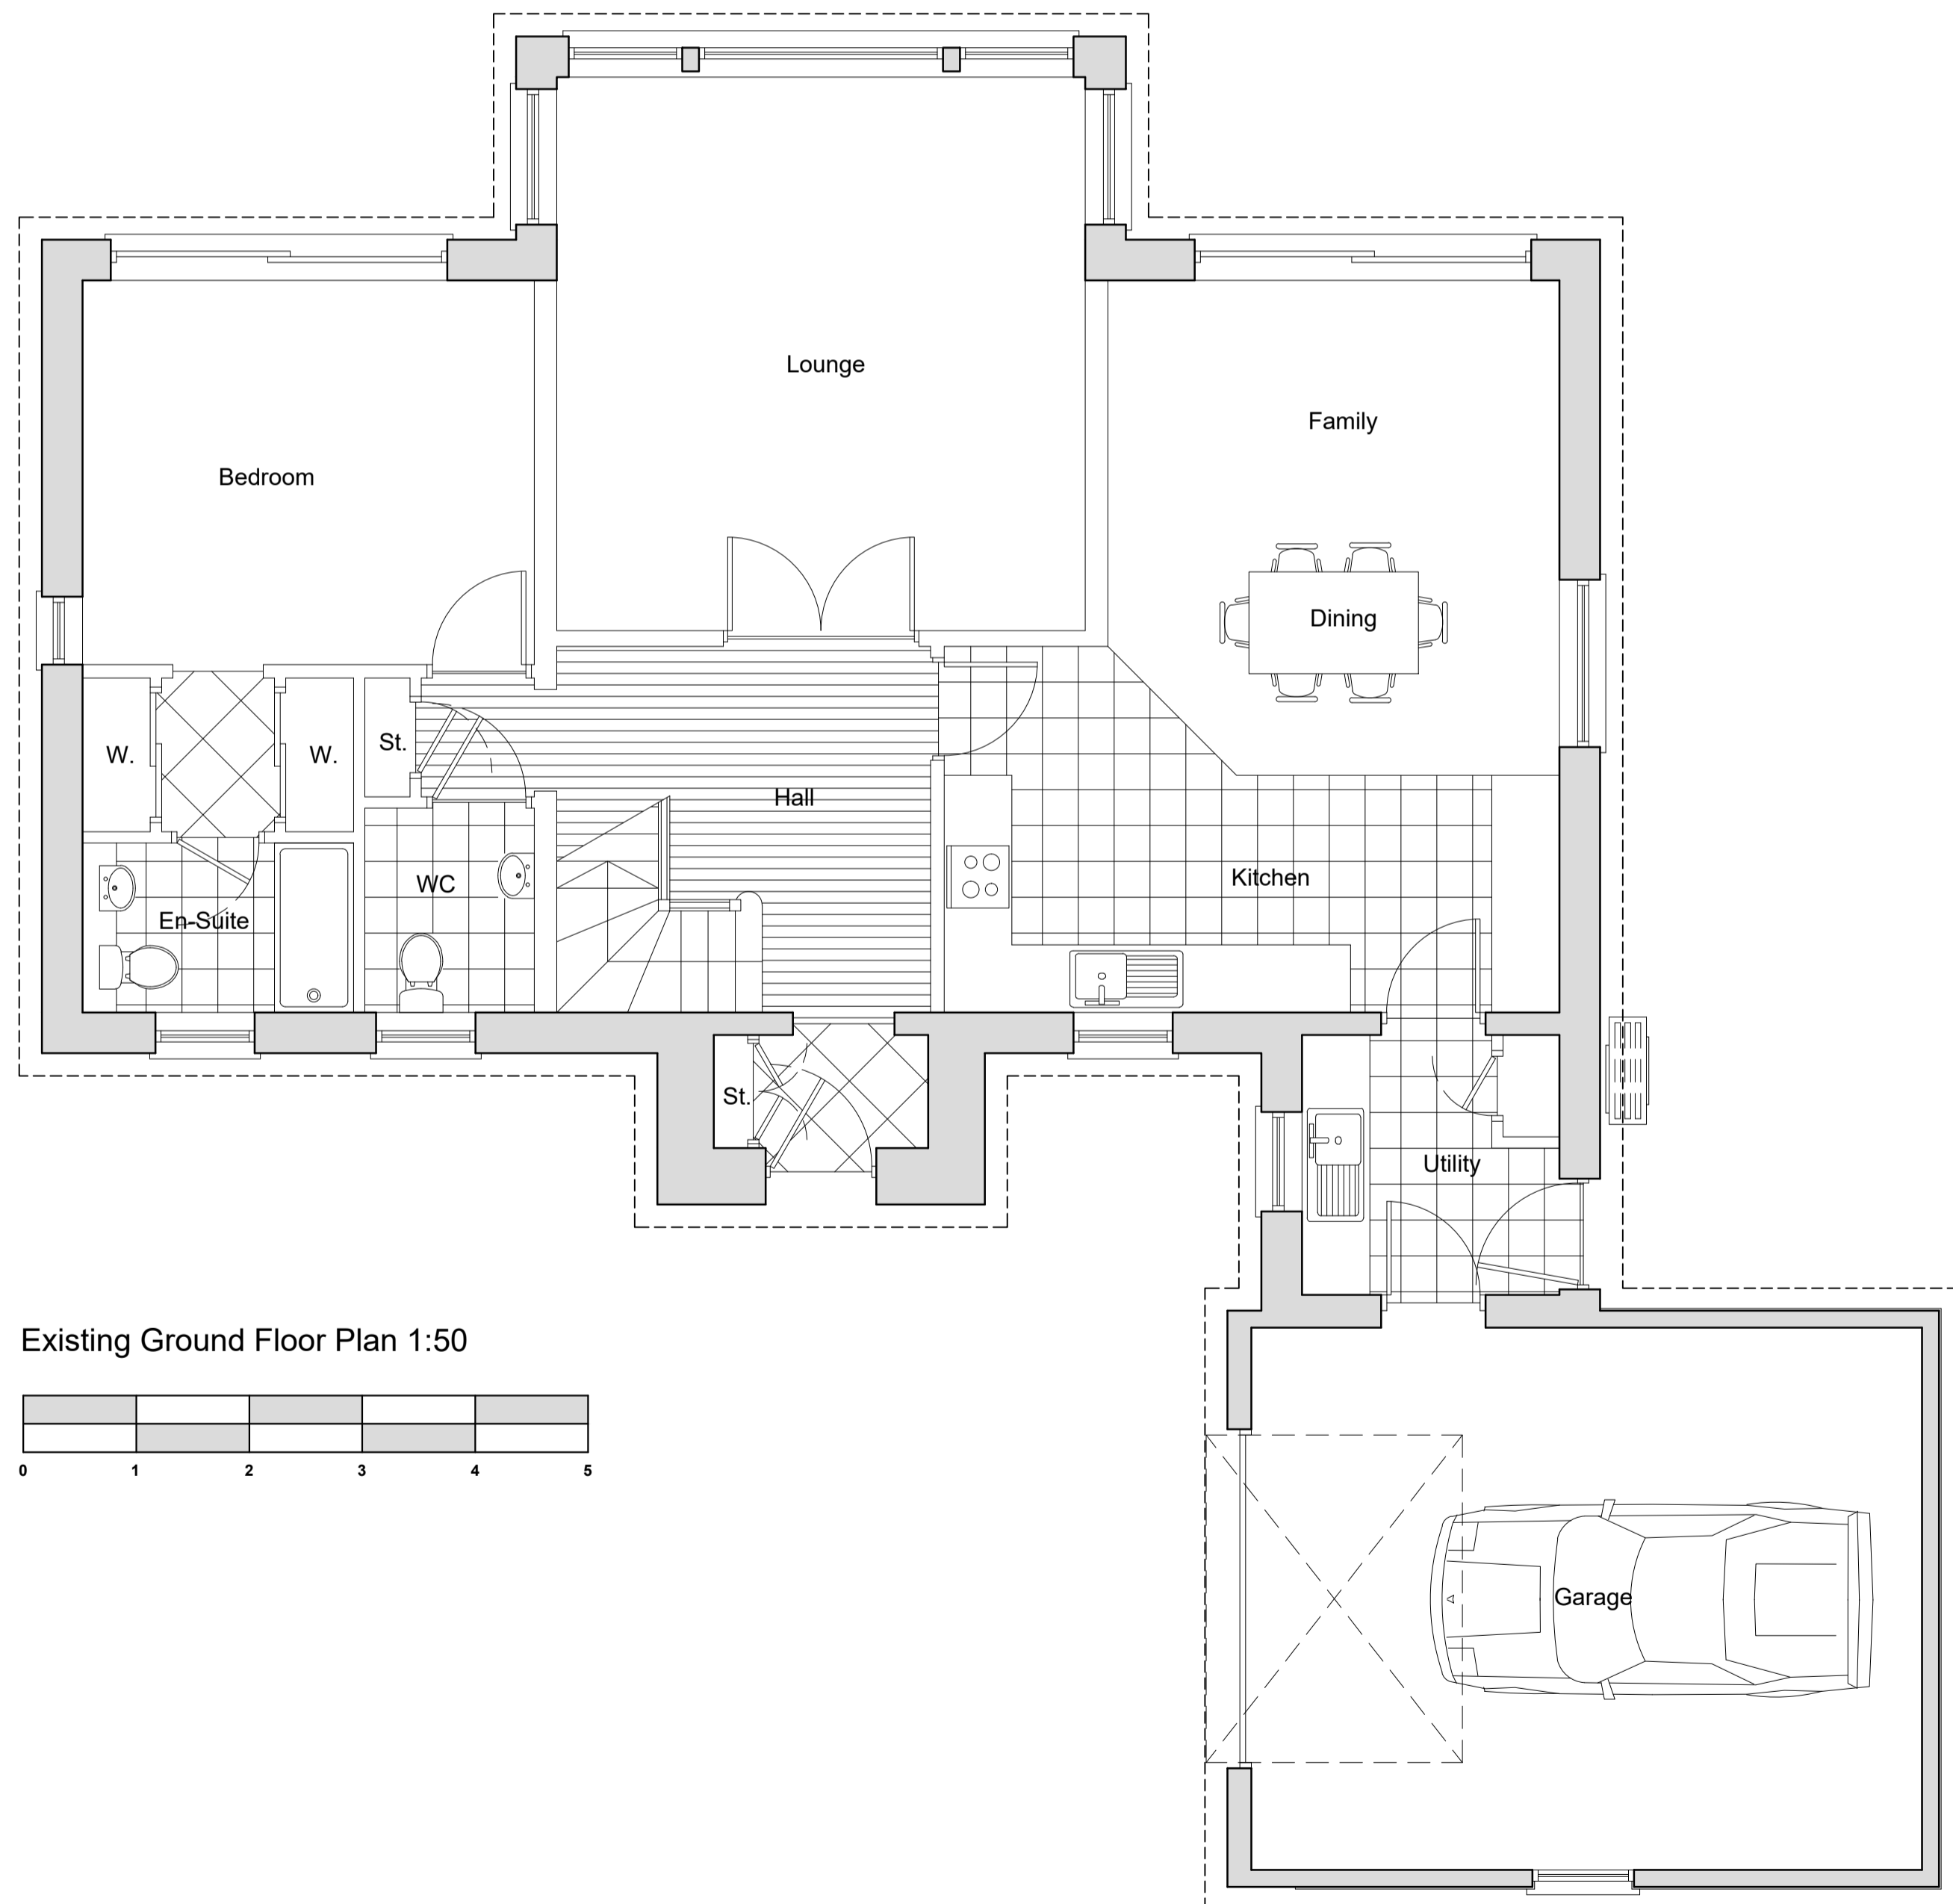 Lounge
Family
Bedroom
Dining
W.
W.
St.
Hall
Kitchen
WC
En-Suite
St.
Utility
Existing Ground Floor Plan 1:50
0 1 2 3 4 5
Garage